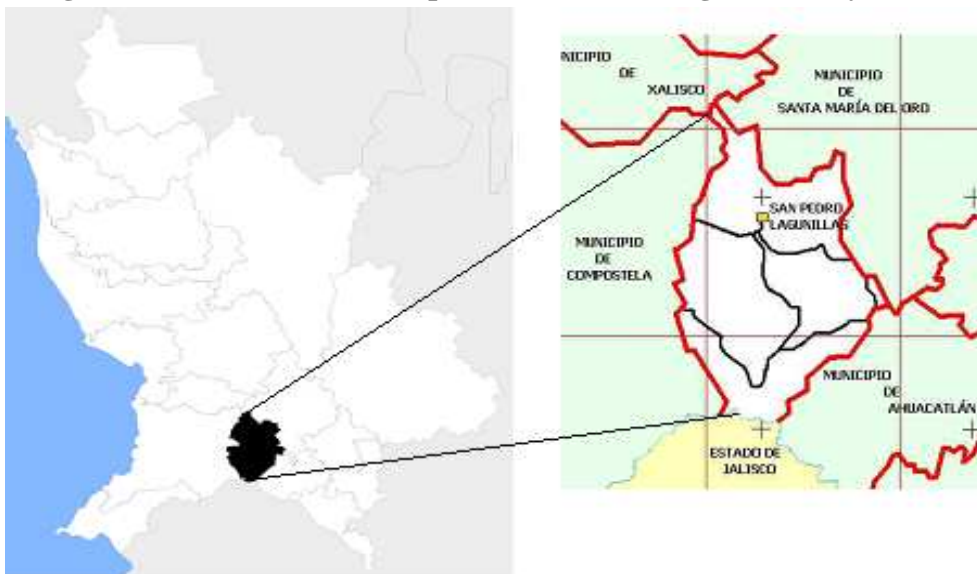 NICIPIO
DE
XALISCO
MUNICIPIO
DE
SANTA MARÍA DEL ORO
SAN PEDRO
LAGUNILLAS
MUNICIPIO
DE
COMPOSTELA
MUNICIPIO
DE
AHUACATLÁN
ESTADO DE
JALISCO